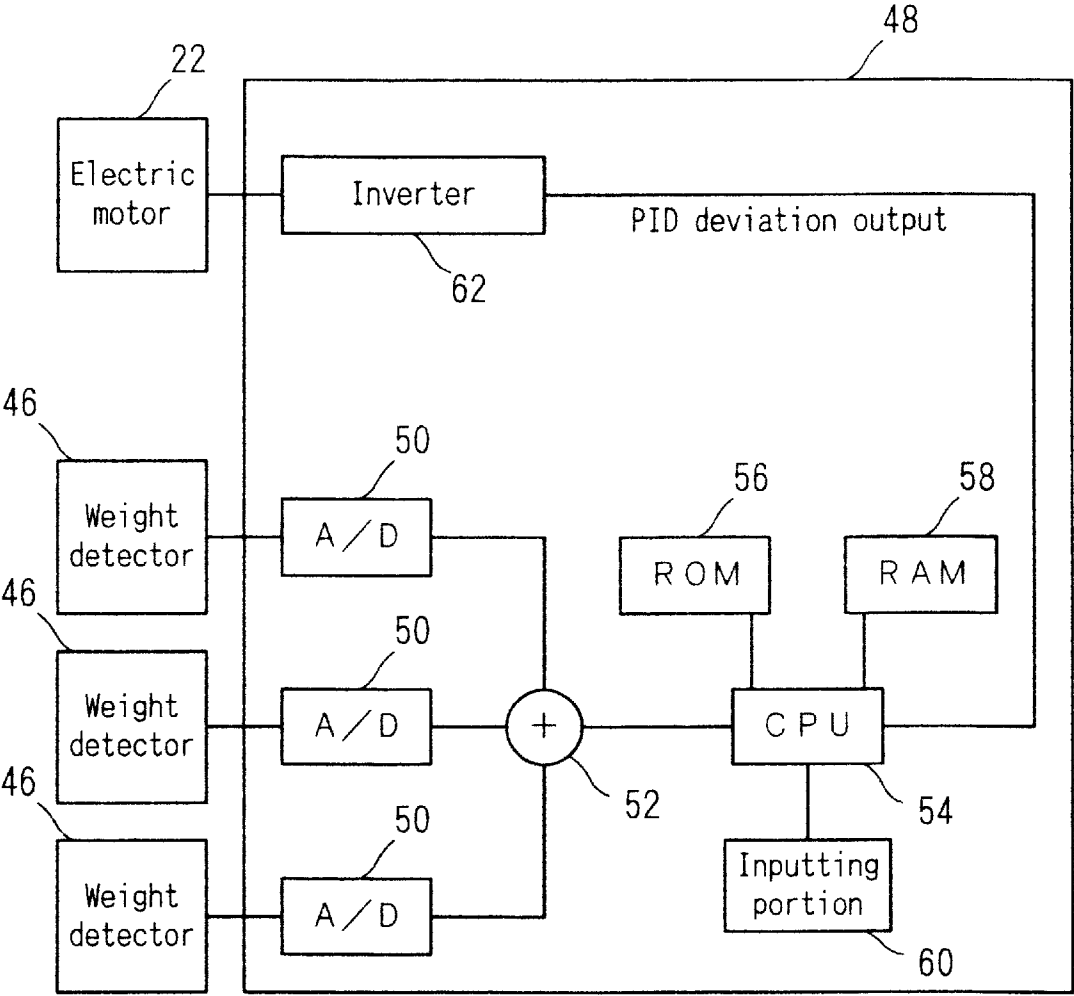 48
22
Electric
motor
Inverter
PID deviation output
62
46
Weight
detector
50
A/D
56
ROM
58
RAM
46
Weight
detector
50
A/D
+
52
CPU
54
46
Weight
detector
50
A/D
Inputting
portion
60